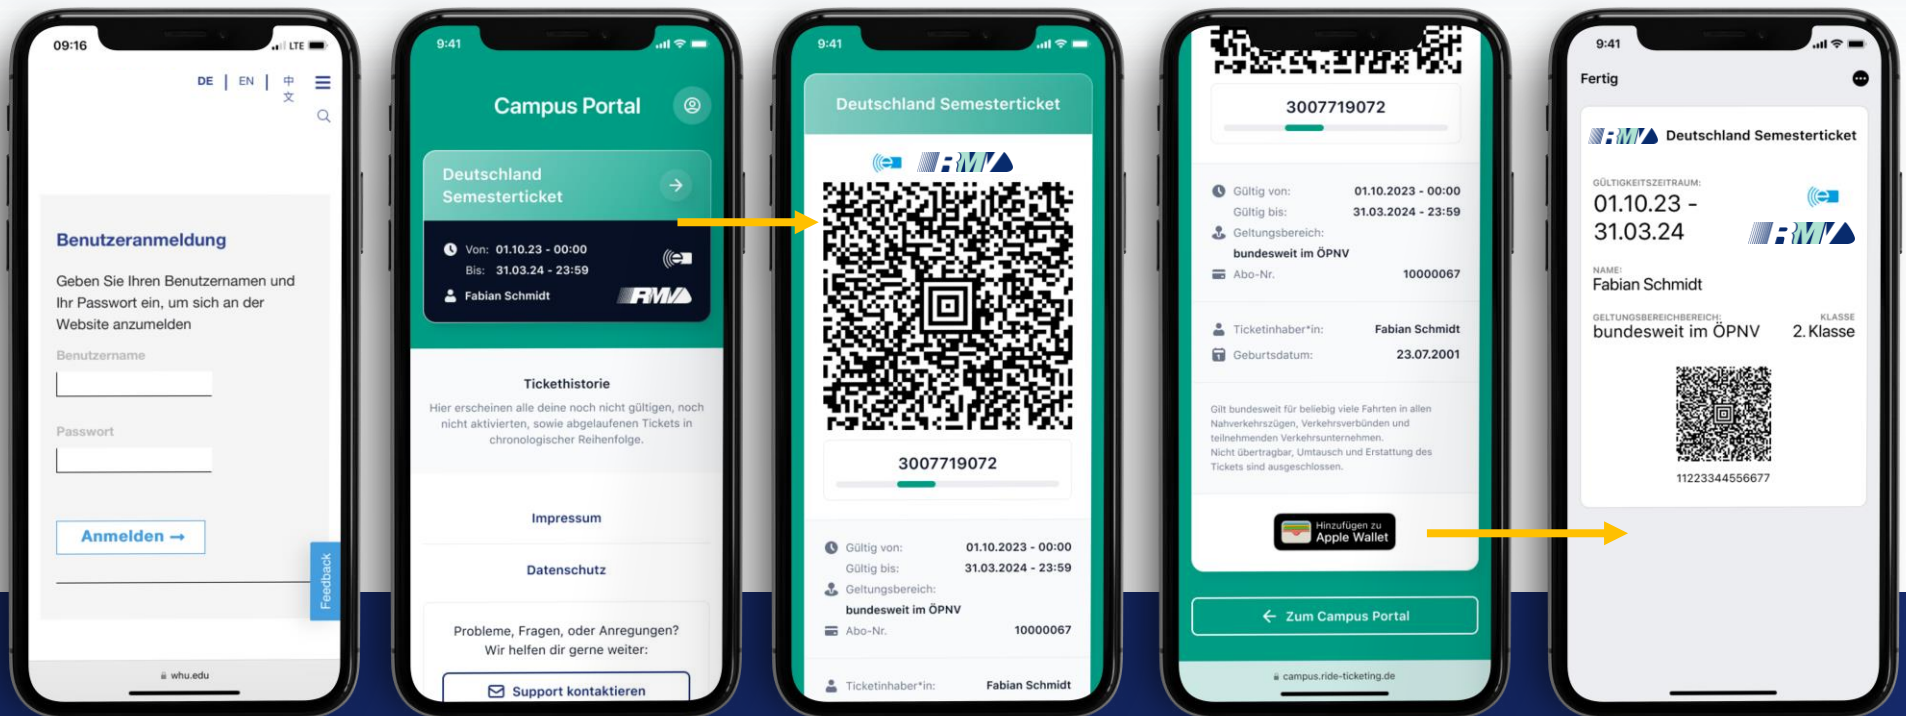 09:16
LTE
DE | EN | 中文
Benutzeranmeldung
Geben Sie Ihren Benutzernamen und
Ihr Passwort ein, um sich an der
Website anzumelden
Benutzername
Passwort
Anmelden →
Feedback
whu.edu
9:41
Campus Portal
Deutschland
Semesterticket
Von: 01.10.23 - 00:00
Bis: 31.03.24 - 23:59
Fabian Schmidt
RMV
Tickethistorie
Hier erscheinen alle deine noch nicht gültigen, noch
nicht aktivierten, sowie abgelaufenen Tickets in
chronologischer Reihenfolge.
Impressum
Datenschutz
Probleme, Fragen, oder Anregungen?
Wir helfen dir gerne weiter:
Support kontaktieren
9:41
Deutschland Semesterticket
e RMV
3007719072
Gültig von: 01.10.2023 - 00:00
Gültig bis: 31.03.2024 - 23:59
Geltungsbereich:
bundesweit im ÖPNV
Abo-Nr. 10000067
Ticketinhaber*in: Fabian Schmidt
3007719072
Gültig von: 01.10.2023 - 00:00
Gültig bis: 31.03.2024 - 23:59
Geltungsbereich:
bundesweit im ÖPNV
Abo-Nr. 10000067
Ticketinhaber*in: Fabian Schmidt
Geburtsdatum: 23.07.2001
Gilt bundesweit für beliebig viele Fahrten in allen
Nahverkehrszügen, Verkehrsverbünden und
teilnehmenden Verkehrsunternehmen.
Nicht übertragbar, Umtausch und Erstattung des
Tickets sind ausgeschlossen.
Hinzufügen zu
Apple Wallet
← Zum Campus Portal
campus.ride-ticketing.de
9:41
Fertig
RMV Deutschland Semesterticket
GÜLTIGKEITSZEITRAUM:
01.10.23 -
31.03.24
e
RMV
NAME:
Fabian Schmidt
GELTUNGSBEREICHBEREICH: KLASSE
bundesweit im ÖPNV 2. Klasse
11223344556677